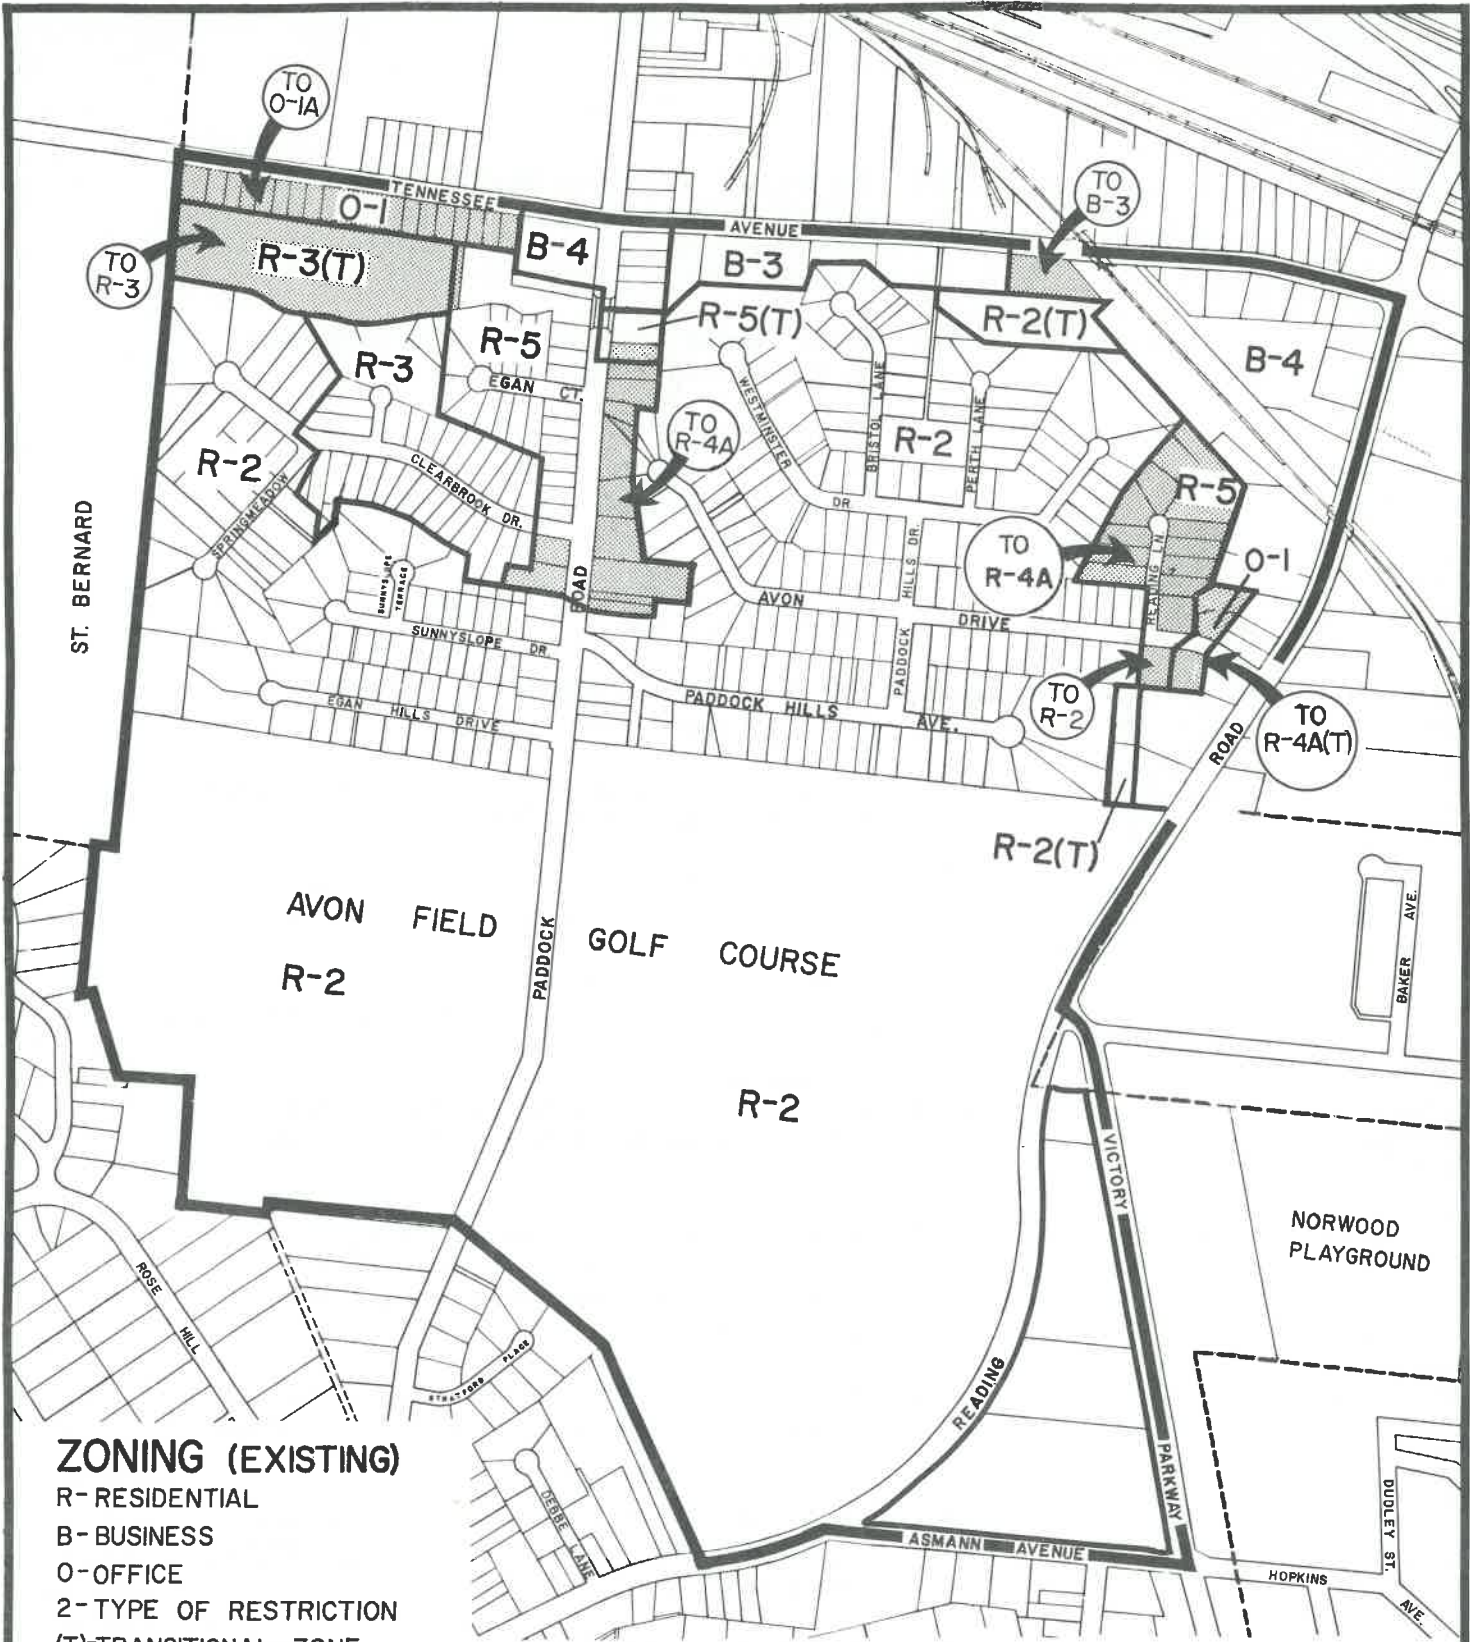 TO
O-1A
TENNESSEE
O-1
AVENUE
TO
B-3
TO
R-3
R-3(T)
B-4
B-3
R-5(T)
R-2(T)
B-4
R-5
R-3
EGAN CT.
WESTMINSTER
DR
BRISTOL LANE
R-2
PERTH LANE
TO
R-4A
R-2
CLEARBROOK DR.
SPRINGMEADOW
R-5
ST. BERNARD
SUNNYSLOPE
TERRACE
ROAD
HILLS DR.
PADDOCK
TO
R-4A
READING LN.
O-1
AVON
DRIVE
SUNNYSLOPE DR.
EGAN HILLS DRIVE
PADDOCK HILLS
AVE.
TO
R-2
TO
R-4A(T)
ROAD
R-2(T)
AVON FIELD GOLF COURSE
R-2
PADDOCK
BAKER AVE.
R-2
VICTORY
NORWOOD
PLAYGROUND
ROSE
HILL
STRATFORD PLACE
READING
PARKWAY
DEBBE LANE
ASMANN AVENUE
DUDLEY ST.
HOPKINS
AVE.
ZONING (EXISTING)
R- RESIDENTIAL
B- BUSINESS
O- OFFICE
2- TYPE OF RESTRICTION
(T)-TRANSITIONAL ZONE